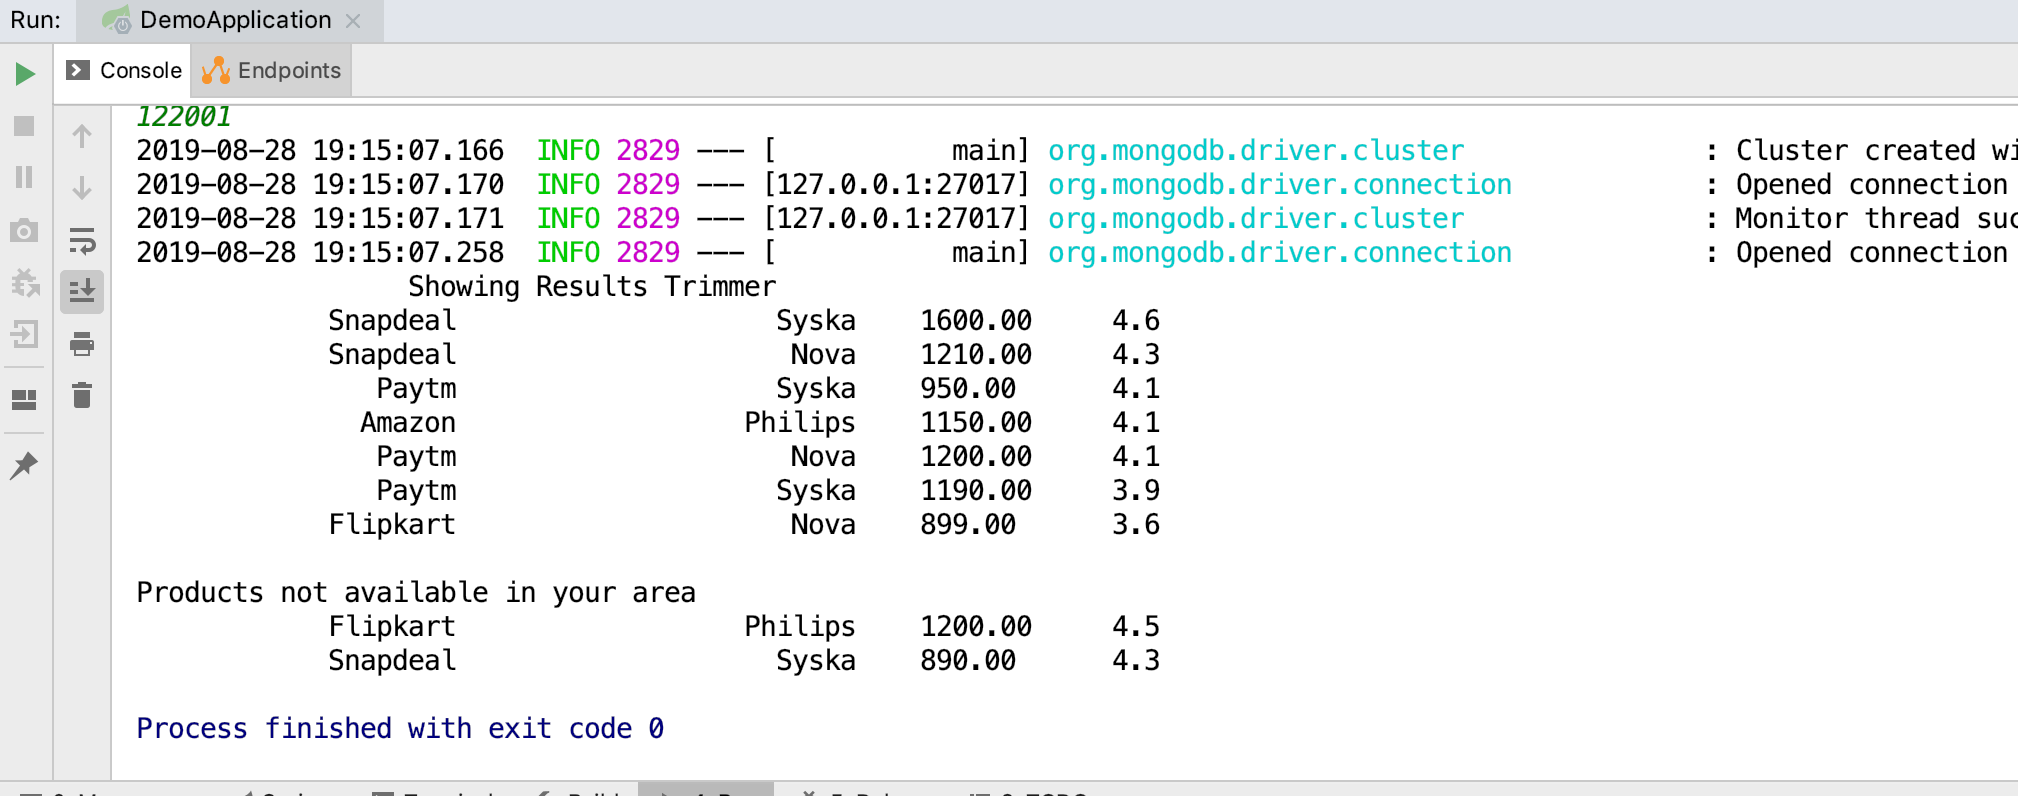 Run: DemoApplication
Console Endpoints
122001
2019-08-28 19:15:07.166  INFO 2829 --- [           main] org.mongodb.driver.cluster               : Cluster created
2019-08-28 19:15:07.170  INFO 2829 --- [127.0.0.1:27017] org.mongodb.driver.connection            : Opened connection
2019-08-28 19:15:07.171  INFO 2829 --- [127.0.0.1:27017] org.mongodb.driver.cluster               : Monitor thread
2019-08-28 19:15:07.258  INFO 2829 --- [           main] org.mongodb.driver.connection            : Opened connection
Showing Results Trimmer
Snapdeal Syska 1600.00 4.6
Snapdeal Nova 1210.00 4.3
Paytm Syska 950.00 4.1
Amazon Philips 1150.00 4.1
Paytm Nova 1200.00 4.1
Paytm Syska 1190.00 3.9
Flipkart Nova 899.00 3.6
Products not available in your area
Flipkart Philips 1200.00 4.5
Snapdeal Syska 890.00 4.3
Process finished with exit code 0